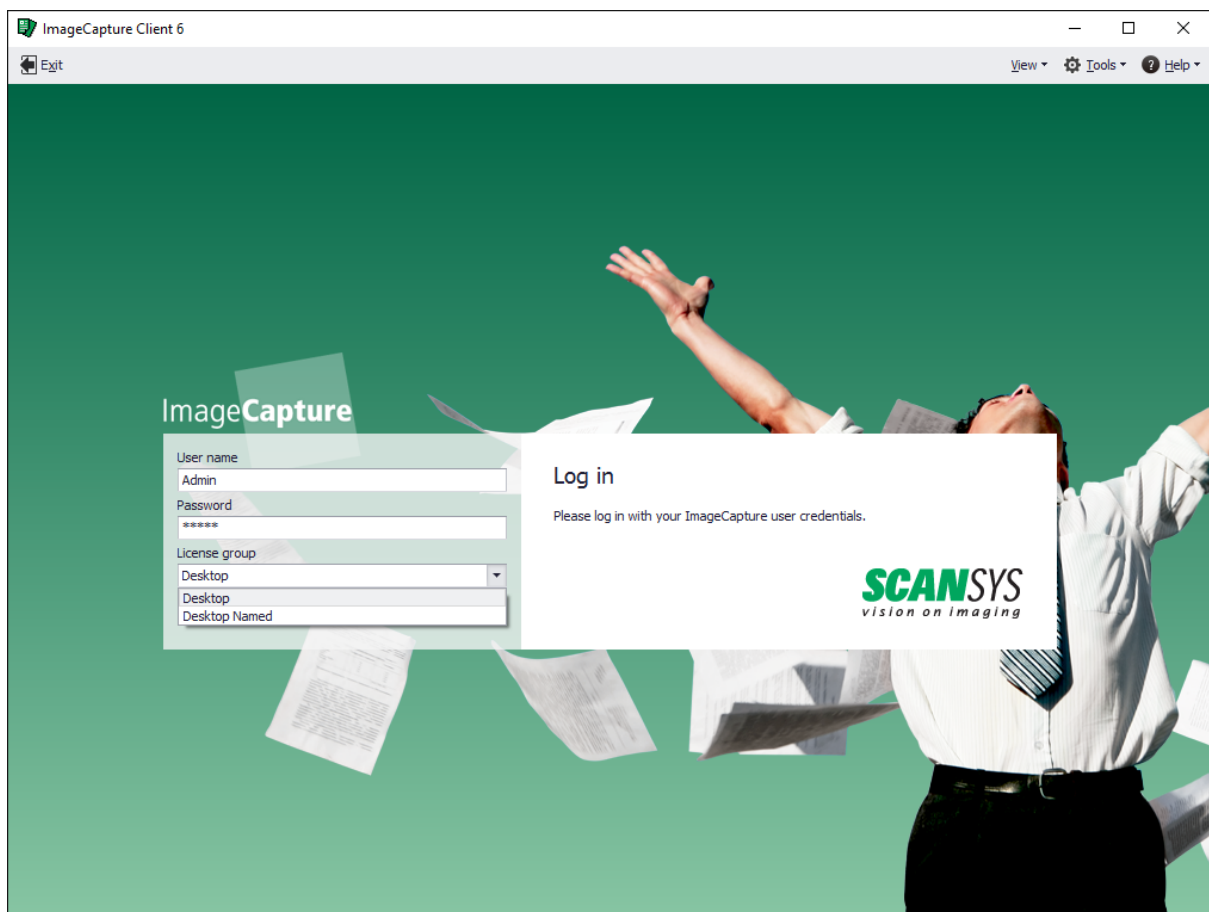 ImageCapture Client 6
Exit
View Tools Help
ImageCapture
User name
Admin
Password
*****
License group
Desktop
Desktop
Desktop Named
Log in
Please log in with your ImageCapture user credentials.
SCANSYS
vision on imaging